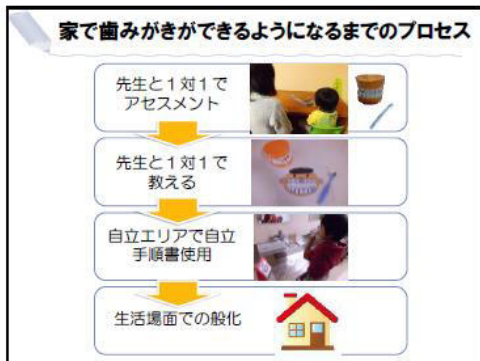 家で歯みがきができるようになるまでのプロセス
先生と１対１で
アセスメント
先生と１対１で
教える
自立エリアで自立
手順書使用
生活場面での般化